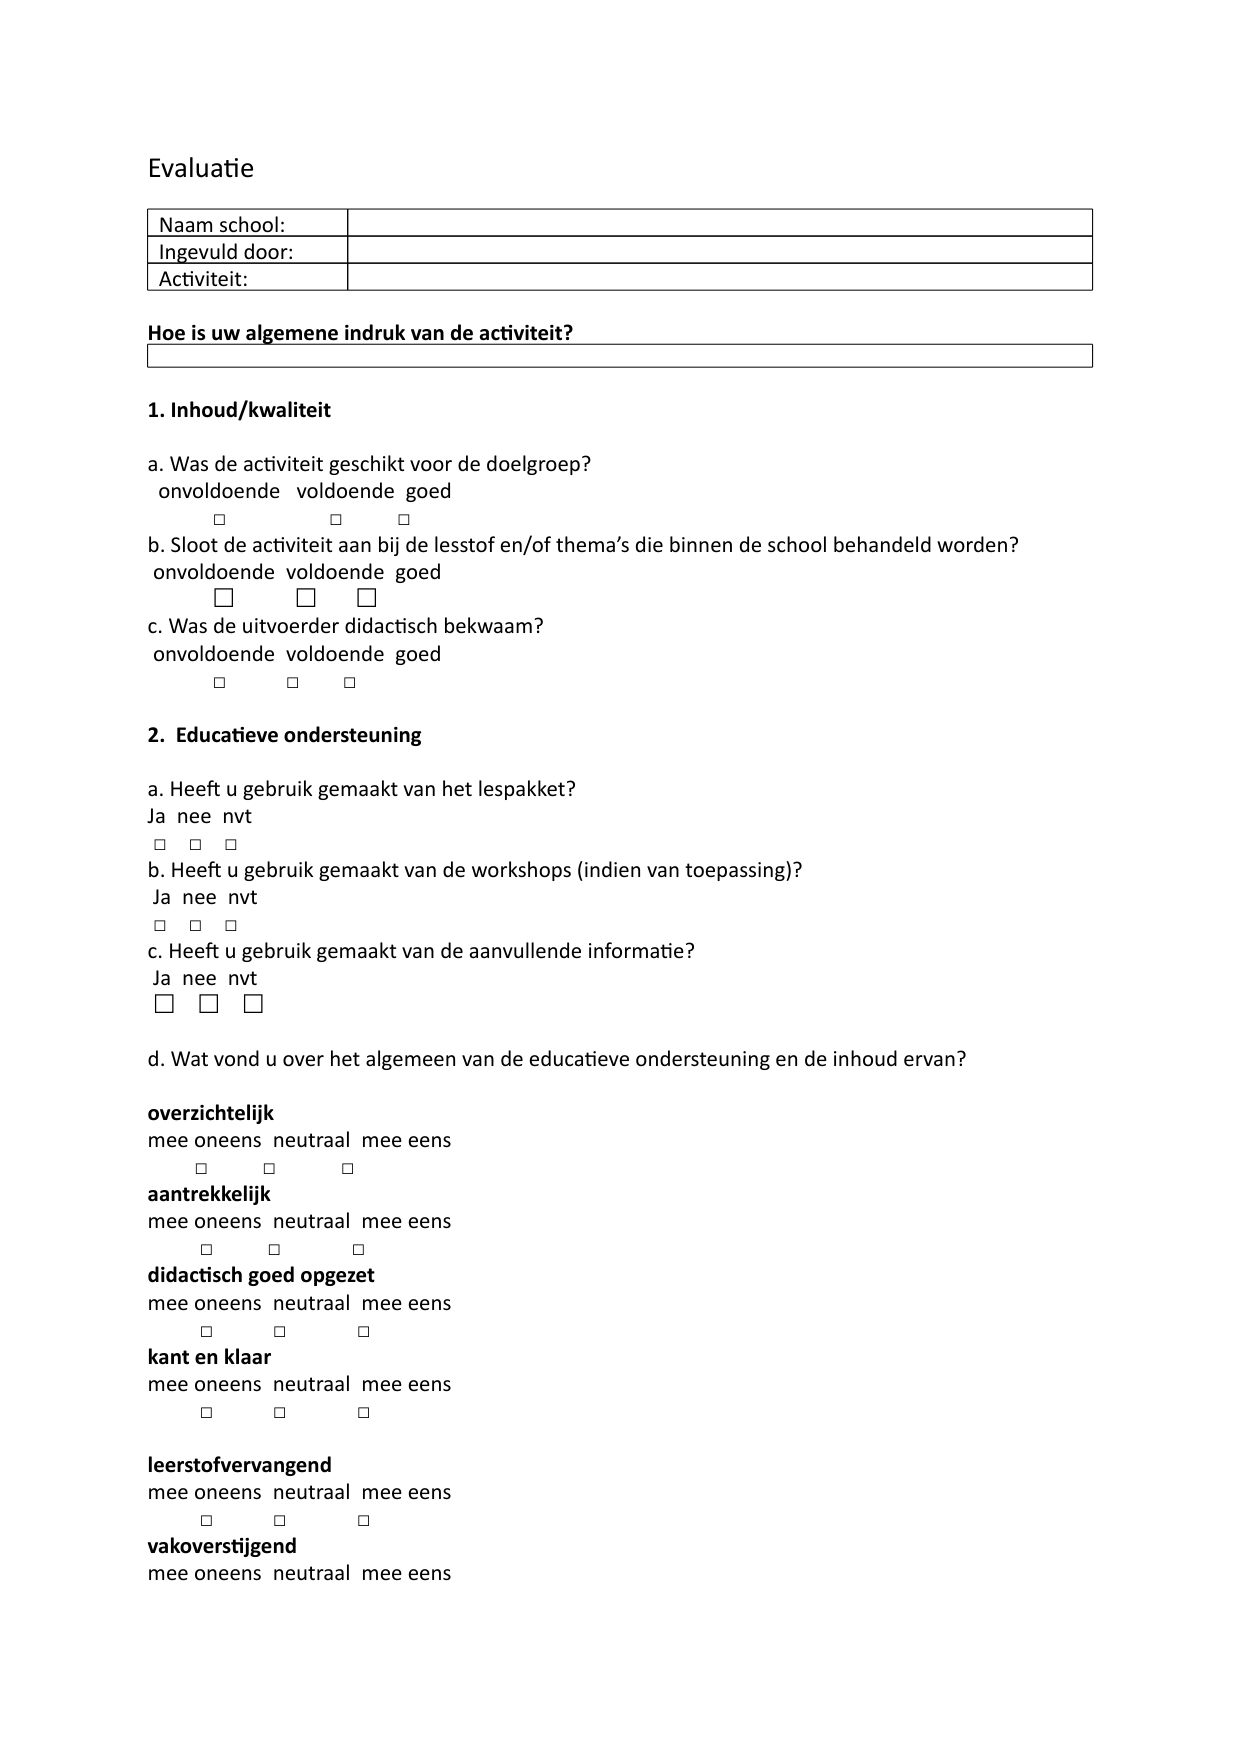 Evaluatie
Naam school:
Ingevuld door:
Activiteit:
Hoe is uw algemene indruk van de activiteit?
1. Inhoud/kwaliteit
a. Was de activiteit geschikt voor de doelgroep?
onvoldoende voldoende goed
□ □ □
b. Sloot de activiteit aan bij de lesstof en/of thema’s die binnen de school behandeld worden?
onvoldoende voldoende goed
□ □ □
c. Was de uitvoerder didactisch bekwaam?
onvoldoende voldoende goed
□ □ □
2. Educatieve ondersteuning
a. Heeft u gebruik gemaakt van het lespakket?
Ja nee nvt
□ □ □
b. Heeft u gebruik gemaakt van de workshops (indien van toepassing)?
Ja nee nvt
□ □ □
c. Heeft u gebruik gemaakt van de aanvullende informatie?
Ja nee nvt
□ □ □
d. Wat vond u over het algemeen van de educatieve ondersteuning en de inhoud ervan?
overzichtelijk
mee oneens neutraal mee eens
□ □ □
aantrekkelijk
mee oneens neutraal mee eens
□ □ □
didactisch goed opgezet
mee oneens neutraal mee eens
□ □ □
kant en klaar
mee oneens neutraal mee eens
□ □ □
leerstofvervangend
mee oneens neutraal mee eens
□ □ □
vakoverstijgend
mee oneens neutraal mee eens